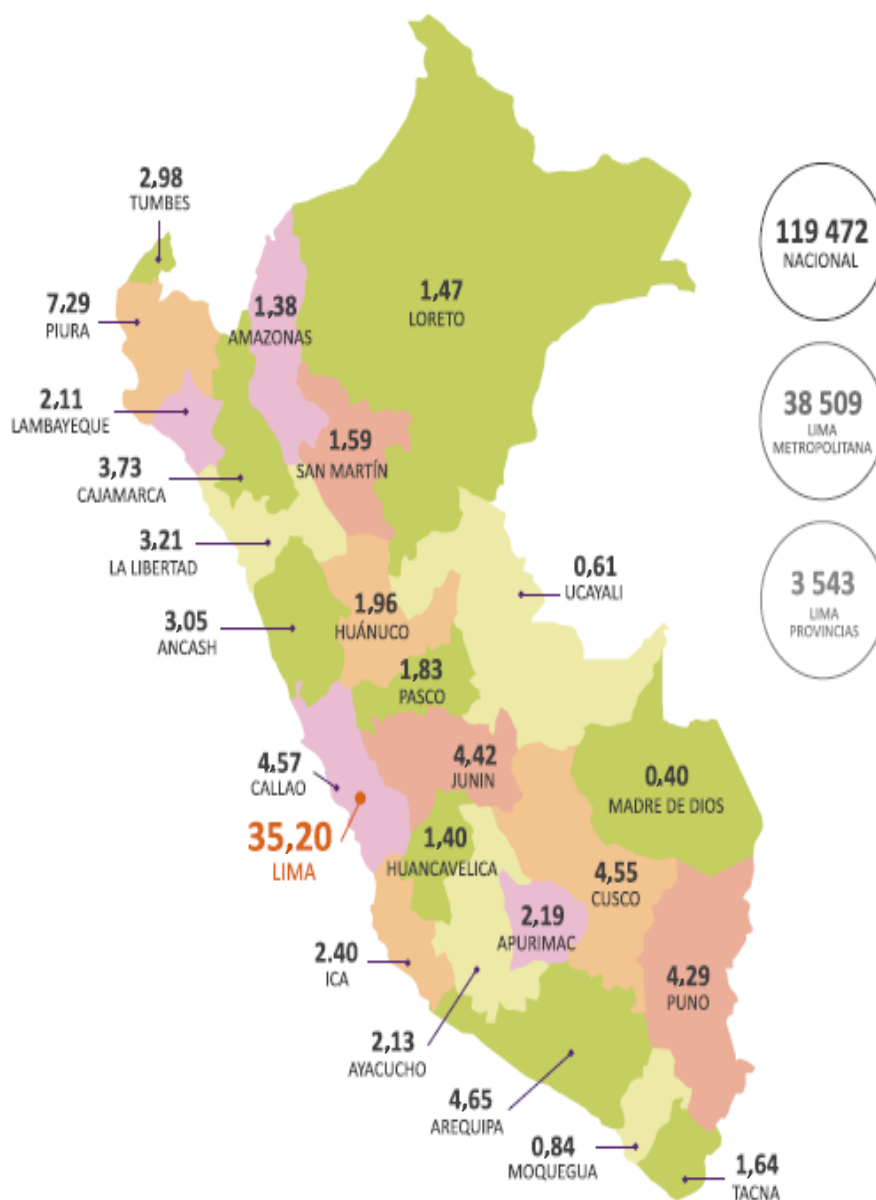 2,98
TUMBES
119 472
NACIONAL
7,29
PIURA
1,38
AMAZONAS
1,47
LORETO
2,11
LAMBAYEQUE
38 509
LIMA
METROPOLITANA
1,59
SAN MARTÍN
3,73
CAJAMARCA
3,21
LA LIBERTAD
0,61
UCAYALI
3 543
LIMA
PROVINCIAS
3,05
ANCASH
1,96
HUÁNUCO
1,83
PASCO
4,57
CALLAO
4,42
JUNIN
0,40
MADRE DE DIOS
35,20
LIMA
1,40
HUANCAVELICA
4,55
CUSCO
2,19
APURIMAC
2.40
ICA
4,29
PUNO
2,13
AYACUCHO
4,65
AREQUIPA
0,84
MOQUEGUA
1,64
TACNA